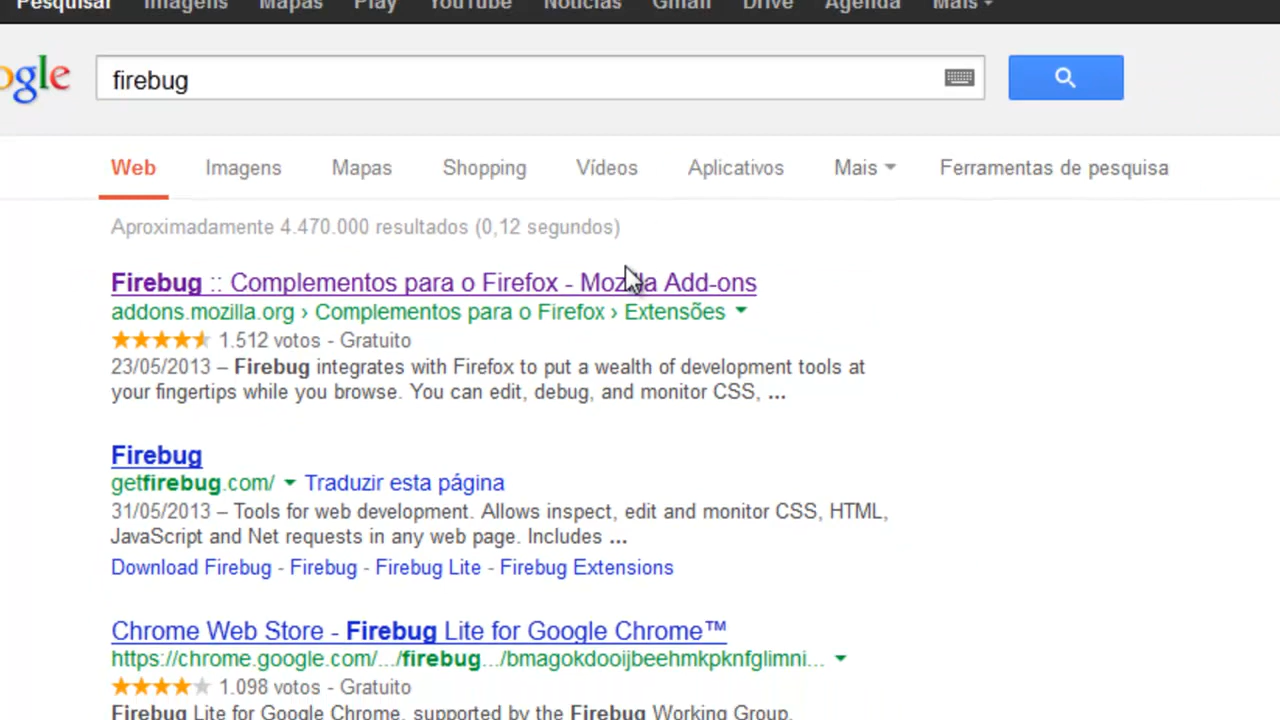 Pesquisar Imagens Mapas Play YouTube Notícias Gmail Drive Agenda Mais
ogle firebug
Web Imagens Mapas Shopping Vídeos Aplicativos Mais Ferramentas de pesquisa
Aproximadamente 4.470.000 resultados (0,12 segundos)
Firebug :: Complementos para o Firefox - Mozilla Add-ons
addons.mozilla.org › Complementos para o Firefox › Extensões
1.512 votos - Gratuito
23/05/2013 – Firebug integrates with Firefox to put a wealth of development tools at
your fingertips while you browse. You can edit, debug, and monitor CSS, ...
Firebug
getfirebug.com/ Traduzir esta página
31/05/2013 – Tools for web development. Allows inspect, edit and monitor CSS, HTML,
JavaScript and Net requests in any web page. Includes ...
Download Firebug - Firebug - Firebug Lite - Firebug Extensions
Chrome Web Store - Firebug Lite for Google Chrome™
https://chrome.google.com/.../firebug.../bmagokdooijbeehmkpknfglimni...
1.098 votos - Gratuito
Firebug Lite for Google Chrome, supported by the Firebug Working Group.